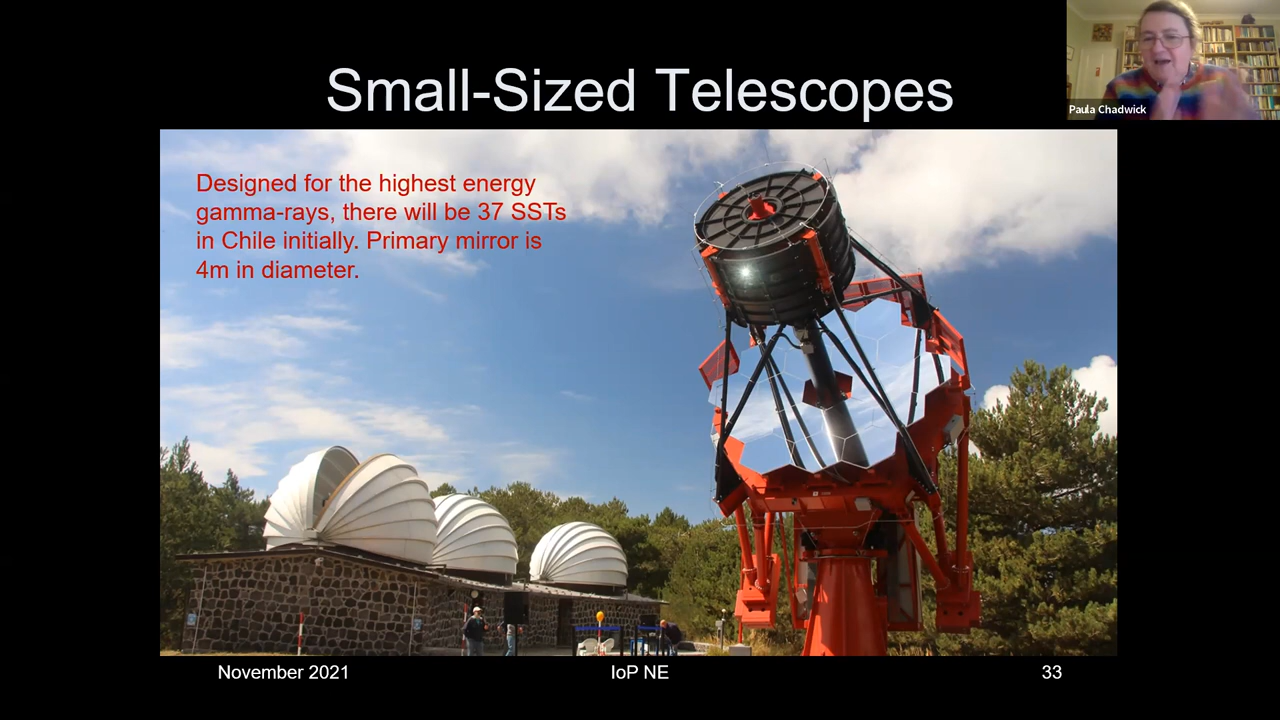 Small-Sized Telescopes
Paula Chadwick
Designed for the highest energy
gamma-rays, there will be 37 SSTs
in Chile initially. Primary mirror is
4m in diameter.
November 2021
IoP NE
33